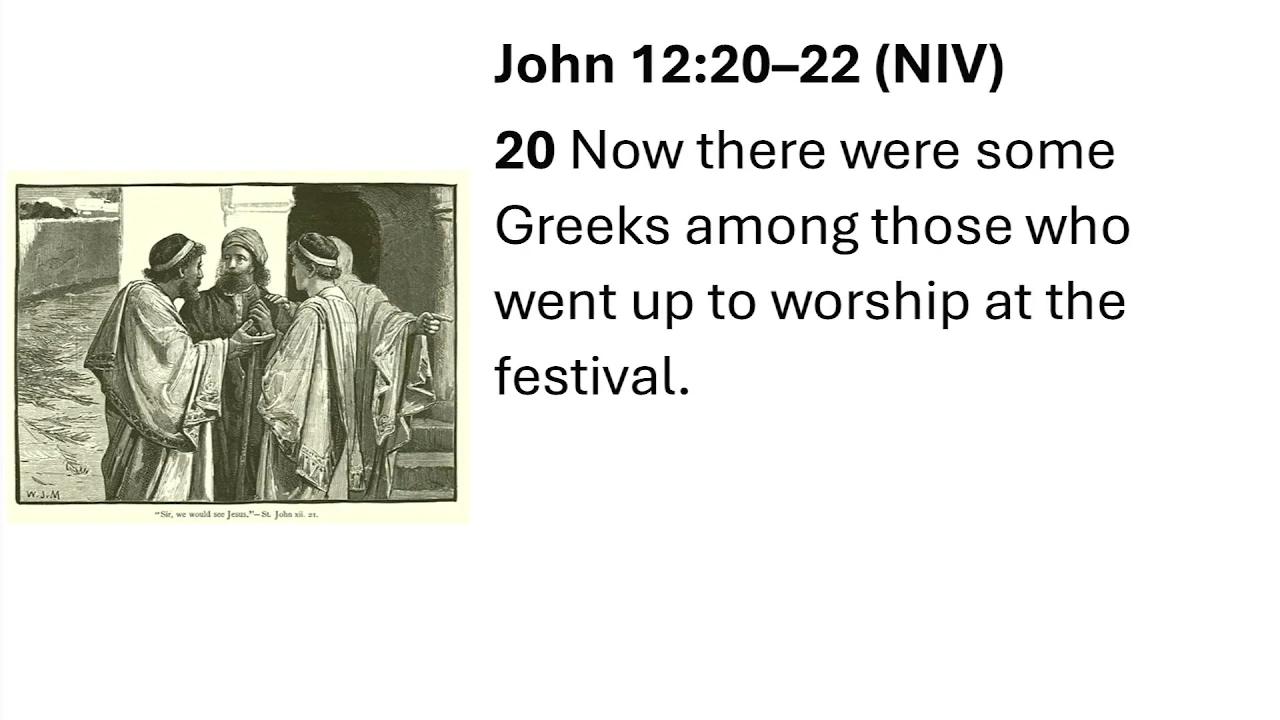 John 12:20–22 (NIV)
20 Now there were some
Greeks among those who
went up to worship at the
festival.
W.J.M
"Sir, we would see Jesus."—St. John xii. 21.